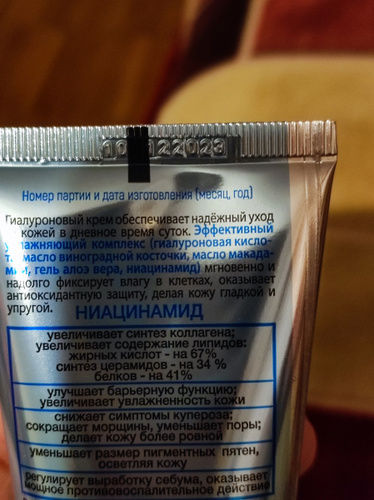 122023
Номер партии и дата изготовления (месяц, год)
Гиалуроновый крем обеспечивает надёжный уход
кожей в дневное время суток. Эффективный
увлажняющий комплекс (гиалуроновая кисло-
та, масло виноградной косточки, масло макада-
мии, гель алоэ вера, ниацинамид) мгновенно и
надолго фиксирует влагу в клетках, оказывает
антиоксидантную защиту, делая кожу гладкой и
упругой.
НИАЦИНАМИД
увеличивает синтез коллагена;
увеличивает содержание липидов:
жирных кислот - на 67%
синтез церамидов - на 34 %
белков - на 41%
улучшает барьерную функцию;
увеличивает увлажненность кожи
снижает симптомы купероза;
сокращает морщины, уменьшает поры;
делает кожу более ровной
уменьшает размер пигментных пятен,
осветляя кожу
регулирует выработку себума, оказывает
мощное противовоспалительное действие